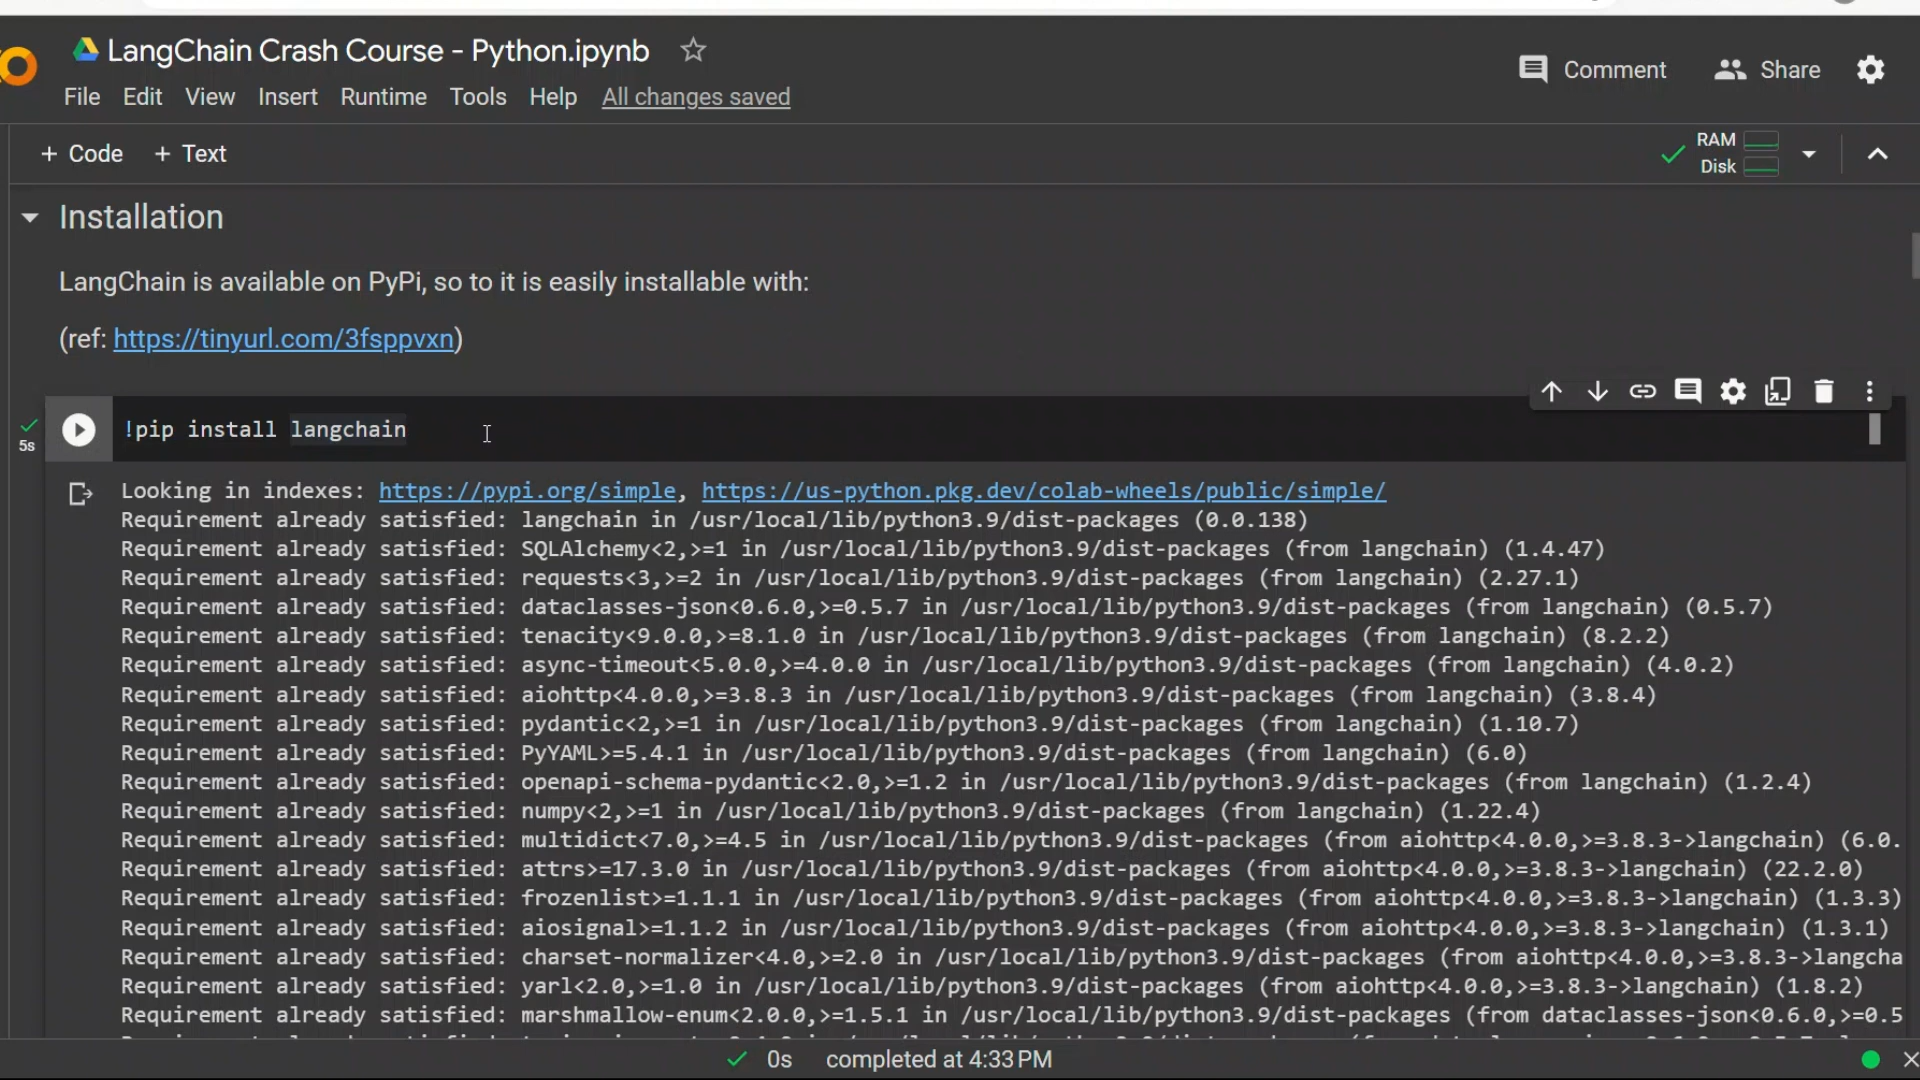 LangChain Crash Course - Python.ipynb
File Edit View Insert Runtime Tools Help All changes saved
Comment Share
+ Code + Text
RAM
Disk
Installation
LangChain is available on PyPi, so to it is easily installable with:
(ref: https://tinyurl.com/3fsppvxn)
5s
!pip install langchain
Looking in indexes: https://pypi.org/simple, https://us-python.pkg.dev/colab-wheels/public/simple/
Requirement already satisfied: langchain in /usr/local/lib/python3.9/dist-packages (0.0.138)
Requirement already satisfied: SQLAlchemy<2,>=1 in /usr/local/lib/python3.9/dist-packages (from langchain) (1.4.47)
Requirement already satisfied: requests<3,>=2 in /usr/local/lib/python3.9/dist-packages (from langchain) (2.27.1)
Requirement already satisfied: dataclasses-json<0.6.0,>=0.5.7 in /usr/local/lib/python3.9/dist-packages (from langchain) (0.5.7)
Requirement already satisfied: tenacity<9.0.0,>=8.1.0 in /usr/local/lib/python3.9/dist-packages (from langchain) (8.2.2)
Requirement already satisfied: async-timeout<5.0.0,>=4.0.0 in /usr/local/lib/python3.9/dist-packages (from langchain) (4.0.2)
Requirement already satisfied: aiohttp<4.0.0,>=3.8.3 in /usr/local/lib/python3.9/dist-packages (from langchain) (3.8.4)
Requirement already satisfied: pydantic<2,>=1 in /usr/local/lib/python3.9/dist-packages (from langchain) (1.10.7)
Requirement already satisfied: PyYAML>=5.4.1 in /usr/local/lib/python3.9/dist-packages (from langchain) (6.0)
Requirement already satisfied: openapi-schema-pydantic<2.0,>=1.2 in /usr/local/lib/python3.9/dist-packages (from langchain) (1.2.4)
Requirement already satisfied: numpy<2,>=1 in /usr/local/lib/python3.9/dist-packages (from langchain) (1.22.4)
Requirement already satisfied: multidict<7.0,>=4.5 in /usr/local/lib/python3.9/dist-packages (from aiohttp<4.0.0,>=3.8.3->langchain) (6.0.
Requirement already satisfied: attrs>=17.3.0 in /usr/local/lib/python3.9/dist-packages (from aiohttp<4.0.0,>=3.8.3->langchain) (22.2.0)
Requirement already satisfied: frozenlist>=1.1.1 in /usr/local/lib/python3.9/dist-packages (from aiohttp<4.0.0,>=3.8.3->langchain) (1.3.3)
Requirement already satisfied: aiosignal>=1.1.2 in /usr/local/lib/python3.9/dist-packages (from aiohttp<4.0.0,>=3.8.3->langchain) (1.3.1)
Requirement already satisfied: charset-normalizer<4.0,>=2.0 in /usr/local/lib/python3.9/dist-packages (from aiohttp<4.0.0,>=3.8.3->langcha
Requirement already satisfied: yarl<2.0,>=1.0 in /usr/local/lib/python3.9/dist-packages (from aiohttp<4.0.0,>=3.8.3->langchain) (1.8.2)
Requirement already satisfied: marshmallow-enum<2.0.0,>=1.5.1 in /usr/local/lib/python3.9/dist-packages (from dataclasses-json<0.6.0,>=0.5
0s completed at 4:33 PM